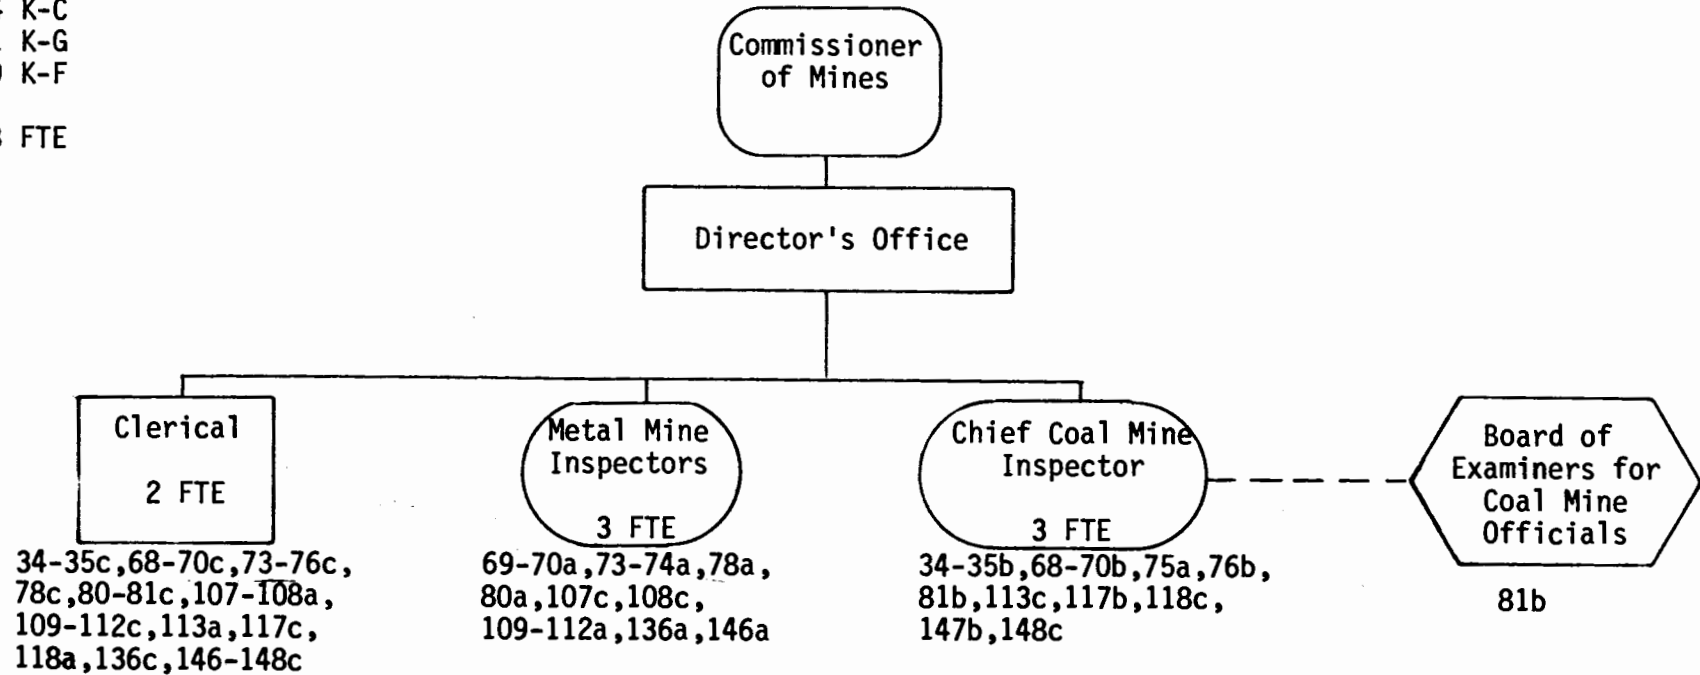 K-C
K-G
K-F
FTE
Commissioner
of Mines
Director's Office
Clerical
2 FTE
34-35c,68-70c,73-76c,
78c,80-81c,107-108a,
109-112c,113a,117c,
118a,136c,146-148c
Metal Mine
Inspectors
3 FTE
69-70a,73-74a,78a,
80a,107c,108c,
109-112a,136a,146a
Chief Coal Mine
Inspector
3 FTE
34-35b,68-70b,75a,76b,
81b,113c,117b,118c,
147b,148c
Board of
Examiners for
Coal Mine
Officials
81b